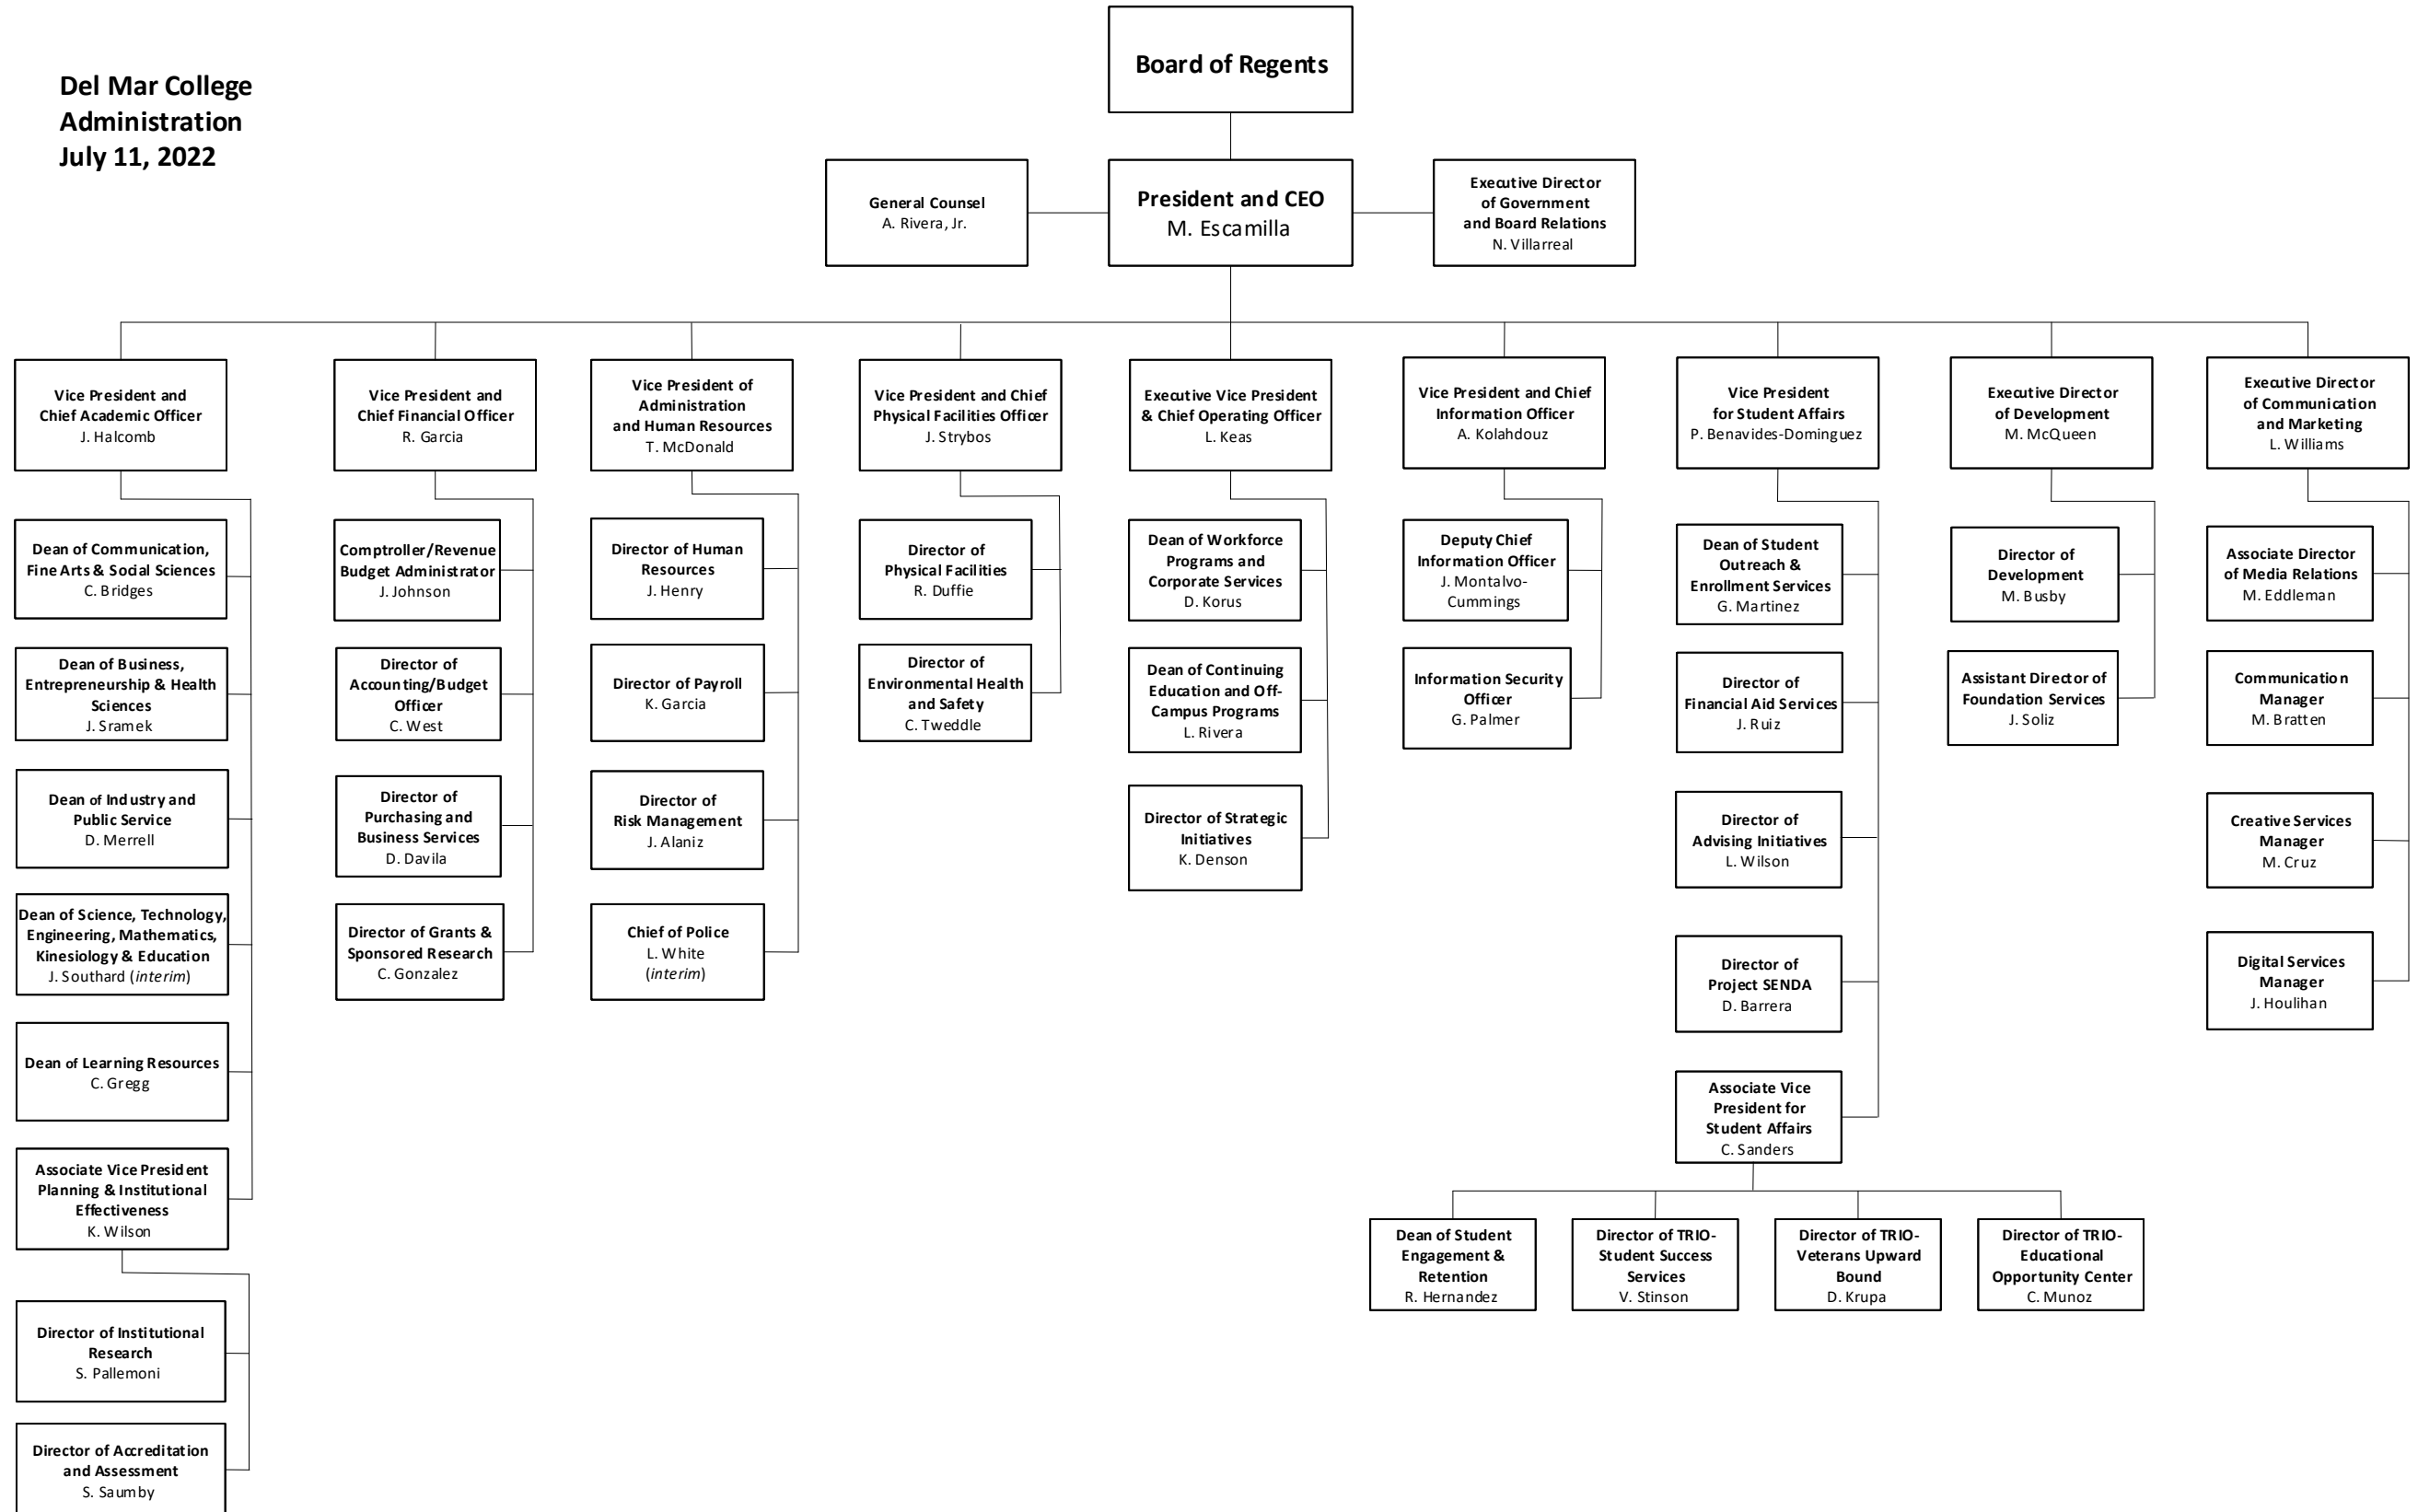 Del Mar College
Administration
July 11, 2022
Board of Regents
General Counsel
A. Rivera, Jr.
President and CEO
M. Escamilla
Executive Director
of Government
and Board Relations
N. Villarreal
Vice President and
Chief Academic Officer
J. Halcomb
Vice President and
Chief Financial Officer
R. Garcia
Vice President of
Administration
and Human Resources
T. McDonald
Vice President and Chief
Physical Facilities Officer
J. Strybos
Executive Vice President
& Chief Operating Officer
L. Keas
Vice President and Chief
Information Officer
A. Kolahdouz
Vice President
for Student Affairs
P. Benavides-Dominguez
Executive Director
of Development
M. McQueen
Executive Director
of Communication
and Marketing
L. Williams
Dean of Communication,
Fine Arts & Social Sciences
C. Bridges
Dean of Business,
Entrepreneurship & Health
Sciences
J. Sramek
Dean of Industry and
Public Service
D. Merrell
Dean of Science, Technology,
Engineering, Mathematics,
Kinesiology & Education
J. Southard (interim)
Dean of Learning Resources
C. Gregg
Associate Vice President
Planning & Institutional
Effectiveness
K. Wilson
Director of Institutional
Research
S. Pallemoni
Director of Accreditation
and Assessment
S. Saumby
Comptroller/Revenue
Budget Administrator
J. Johnson
Director of
Accounting/Budget
Officer
C. West
Director of
Purchasing and
Business Services
D. Davila
Director of Grants &
Sponsored Research
C. Gonzalez
Director of Human
Resources
J. Henry
Director of Payroll
K. Garcia
Director of
Risk Management
J. Alaniz
Chief of Police
L. White
(interim)
Director of
Physical Facilities
R. Duffie
Director of
Environmental Health
and Safety
C. Tweddle
Dean of Workforce
Programs and
Corporate Services
D. Korus
Dean of Continuing
Education and Off-
Campus Programs
L. Rivera
Director of Strategic
Initiatives
K. Denson
Deputy Chief
Information Officer
J. Montalvo-
Cummings
Information Security
Officer
G. Palmer
Dean of Student
Outreach &
Enrollment Services
G. Martinez
Director of
Financial Aid Services
J. Ruiz
Director of
Advising Initiatives
L. Wilson
Director of
Project SENDA
D. Barrera
Associate Vice
President for
Student Affairs
C. Sanders
Dean of Student
Engagement &
Retention
R. Hernandez
Director of TRIO-
Student Success
Services
V. Stinson
Director of TRIO-
Veterans Upward
Bound
D. Krupa
Director of TRIO-
Educational
Opportunity Center
C. Munoz
Director of
Development
M. Busby
Assistant Director of
Foundation Services
J. Soliz
Associate Director
of Media Relations
M. Eddleman
Communication
Manager
M. Bratten
Creative Services
Manager
M. Cruz
Digital Services
Manager
J. Houlihan